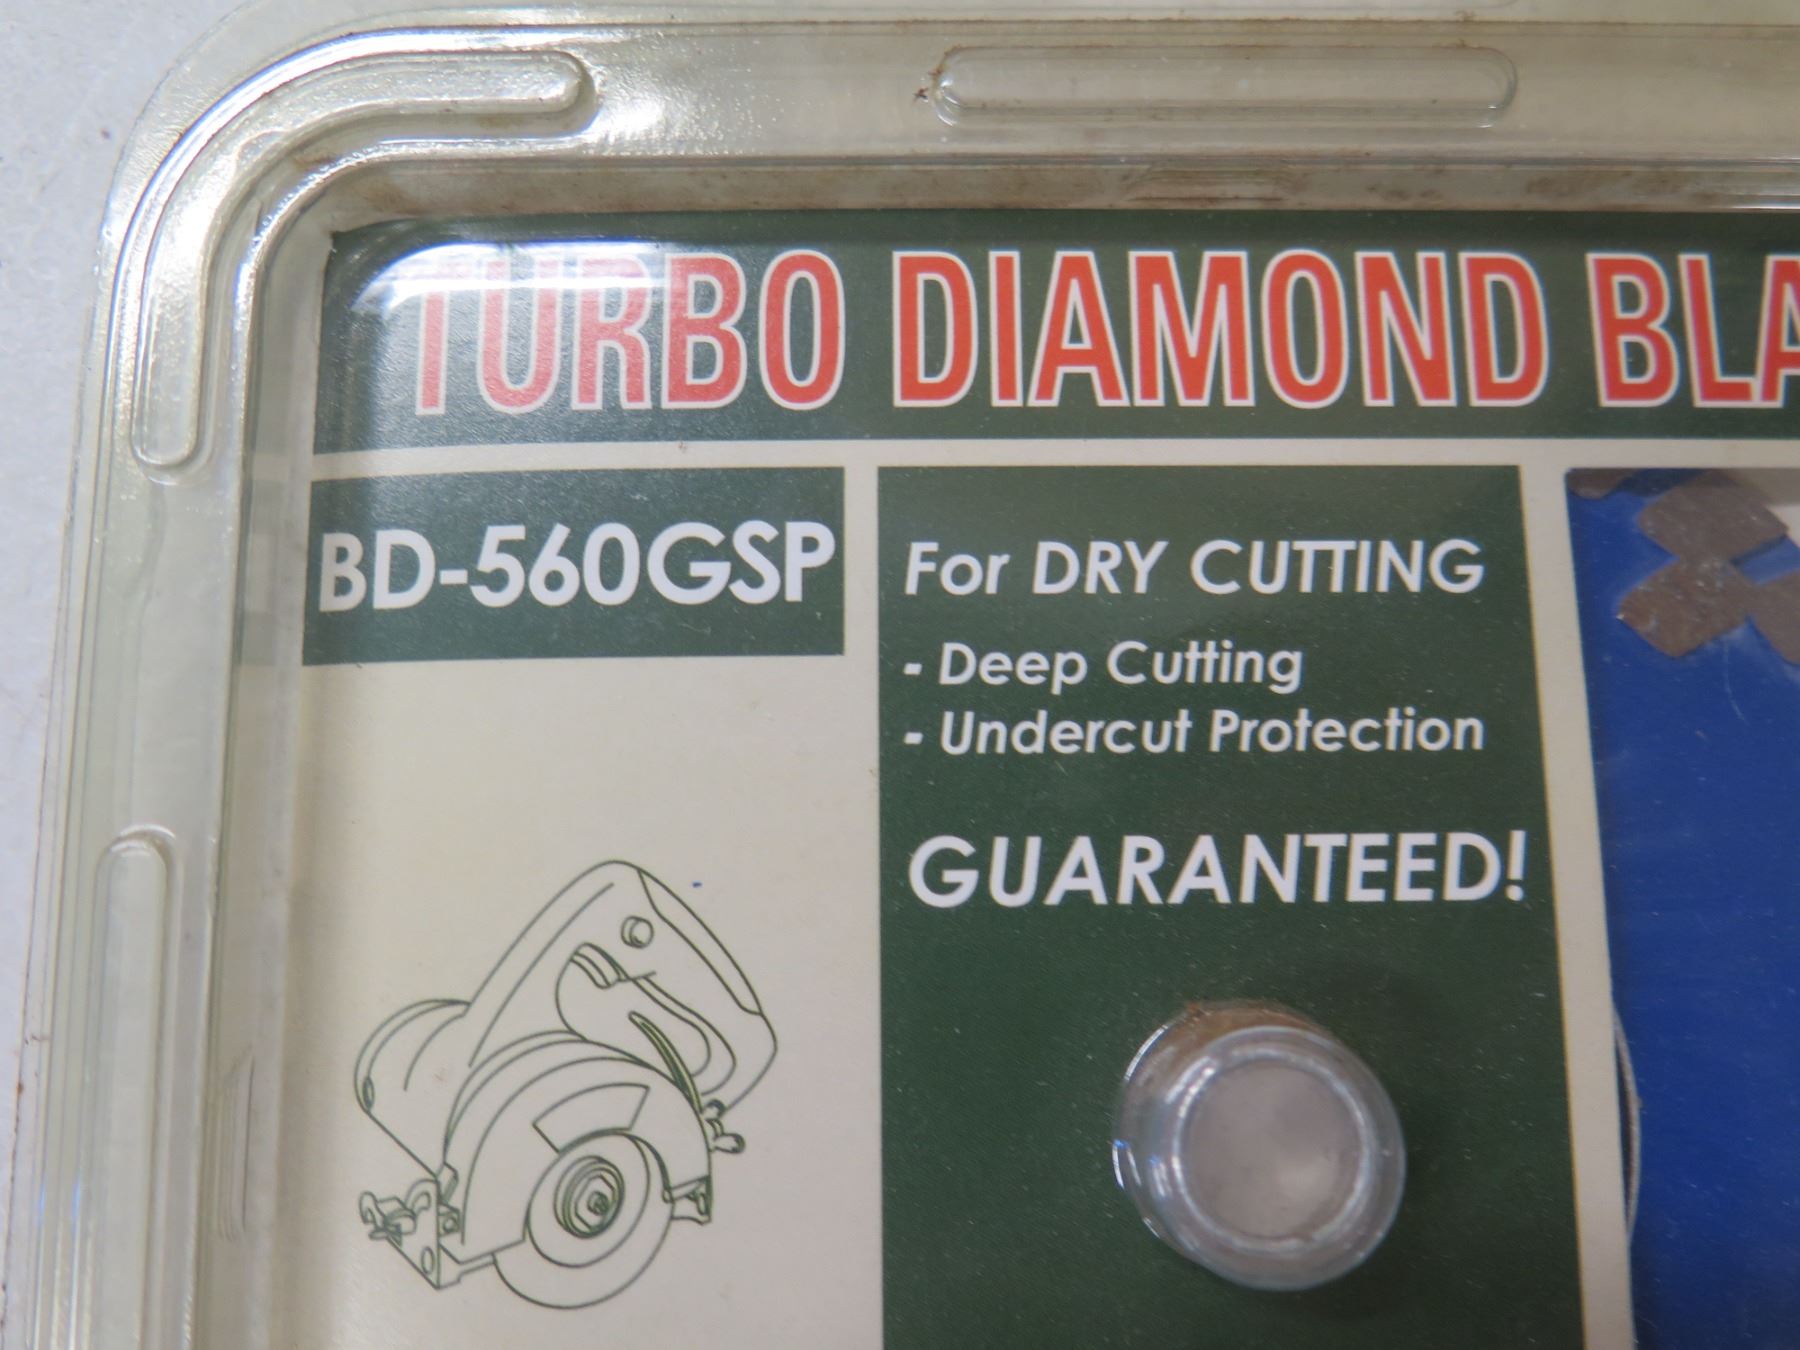 TURBO DIAMOND BLA
BD-560GSP
For DRY CUTTING
- Deep Cutting
- Undercut Protection
GUARANTEED!